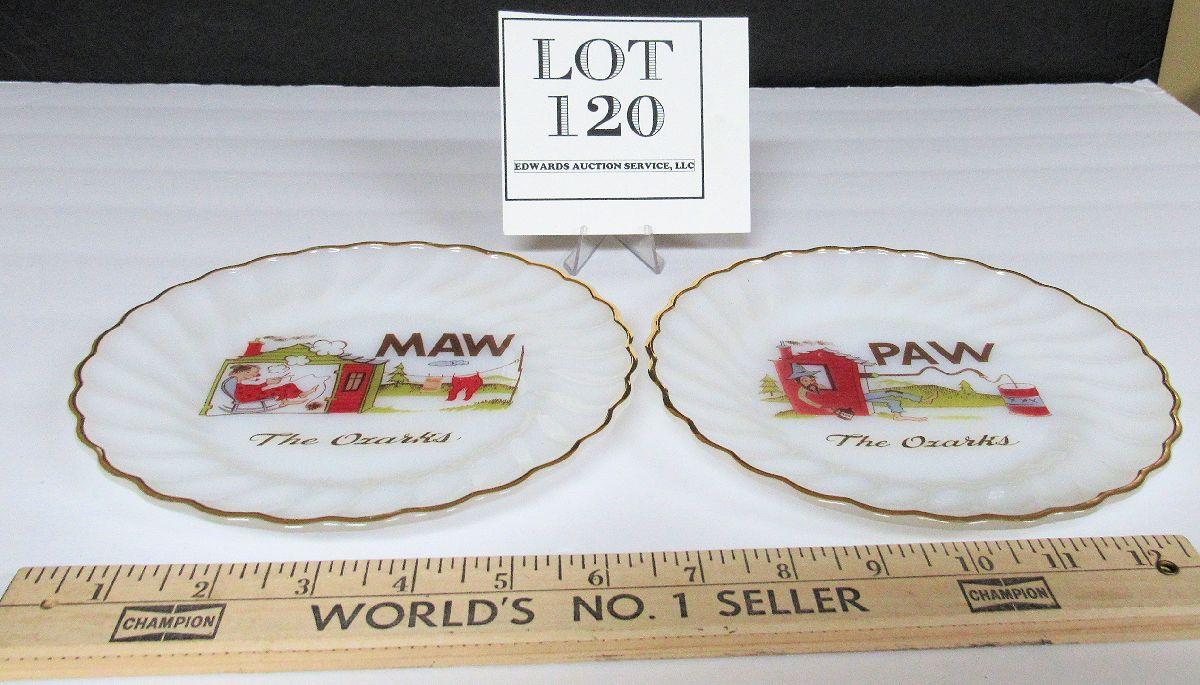 LOT
120
EDWARDS AUCTION SERVICE, LLC
MAW
The Ozarks
PAW
The Ozarks
1 2 3 4 5 6 7 8 9 10 11 12
CHAMPION WORLD'S NO. 1 SELLER CHAMPION